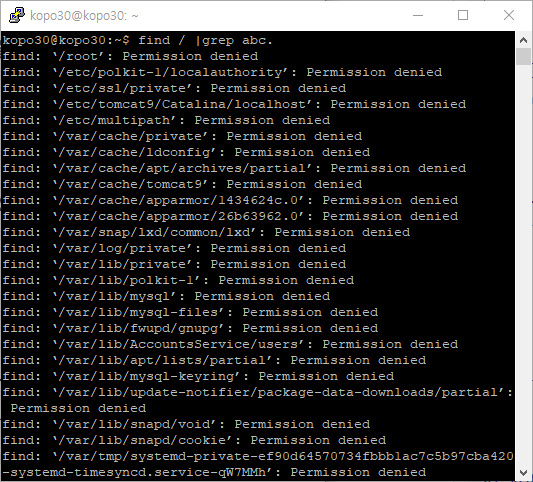 kopo30@kopo30: ~
kopo30@kopo30:~$ find / |grep abc.
find: ‘/root’: Permission denied
find: ‘/etc/polkit-1/localauthority’: Permission denied
find: ‘/etc/ssl/private’: Permission denied
find: ‘/etc/tomcat9/Catalina/localhost’: Permission denied
find: ‘/etc/multipath’: Permission denied
find: ‘/var/cache/private’: Permission denied
find: ‘/var/cache/ldconfig’: Permission denied
find: ‘/var/cache/apt/archives/partial’: Permission denied
find: ‘/var/cache/tomcat9’: Permission denied
find: ‘/var/cache/apparmor/1434624c.0’: Permission denied
find: ‘/var/cache/apparmor/26b63962.0’: Permission denied
find: ‘/var/snap/lxd/common/lxd’: Permission denied
find: ‘/var/log/private’: Permission denied
find: ‘/var/lib/private’: Permission denied
find: ‘/var/lib/polkit-1’: Permission denied
find: ‘/var/lib/mysql’: Permission denied
find: ‘/var/lib/mysql-files’: Permission denied
find: ‘/var/lib/fwupd/gnupg’: Permission denied
find: ‘/var/lib/AccountsService/users’: Permission denied
find: ‘/var/lib/apt/lists/partial’: Permission denied
find: ‘/var/lib/mysql-keyring’: Permission denied
find: ‘/var/lib/update-notifier/package-data-downloads/partial’:
 Permission denied
find: ‘/var/lib/snapd/void’: Permission denied
find: ‘/var/lib/snapd/cookie’: Permission denied
find: ‘/var/tmp/systemd-private-ef90d64570734fbbb1ac7c5b97cba420
-systemd-timesyncd.service-qW7MMh’: Permission denied